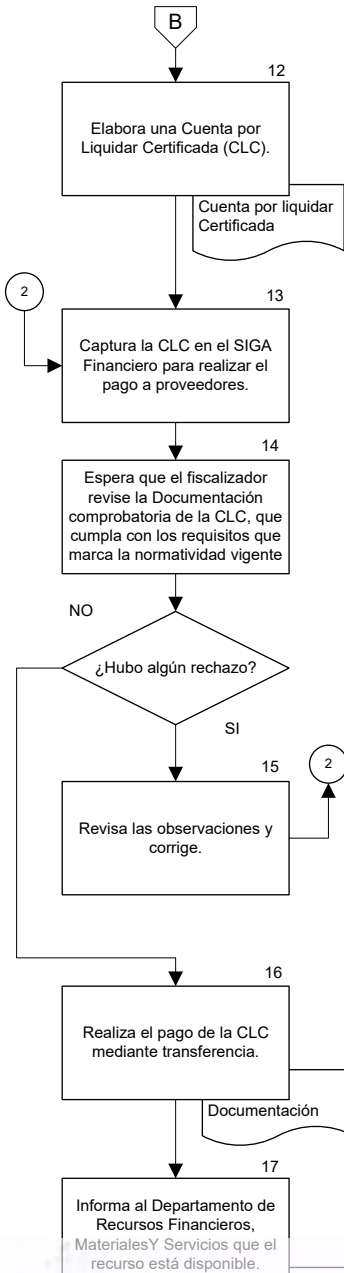 B
12
Elabora una Cuenta por
Liquidar Certificada (CLC).
Cuenta por liquidar
Certificada
2
13
Captura la CLC en el SIGA
Financiero para realizar el
pago a proveedores.
14
Espera que el fiscalizador
revise la Documentación
comprobatoria de la CLC, que
cumpla con los requisitos que
marca la normatividad vigente
NO
¿Hubo algún rechazo?
SI
15
2
Revisa las observaciones y
corrige.
16
Realiza el pago de la CLC
mediante transferencia.
Documentación
17
Informa al Departamento de
Recursos Financieros,
MaterialesY Servicios que el
recurso está disponible.